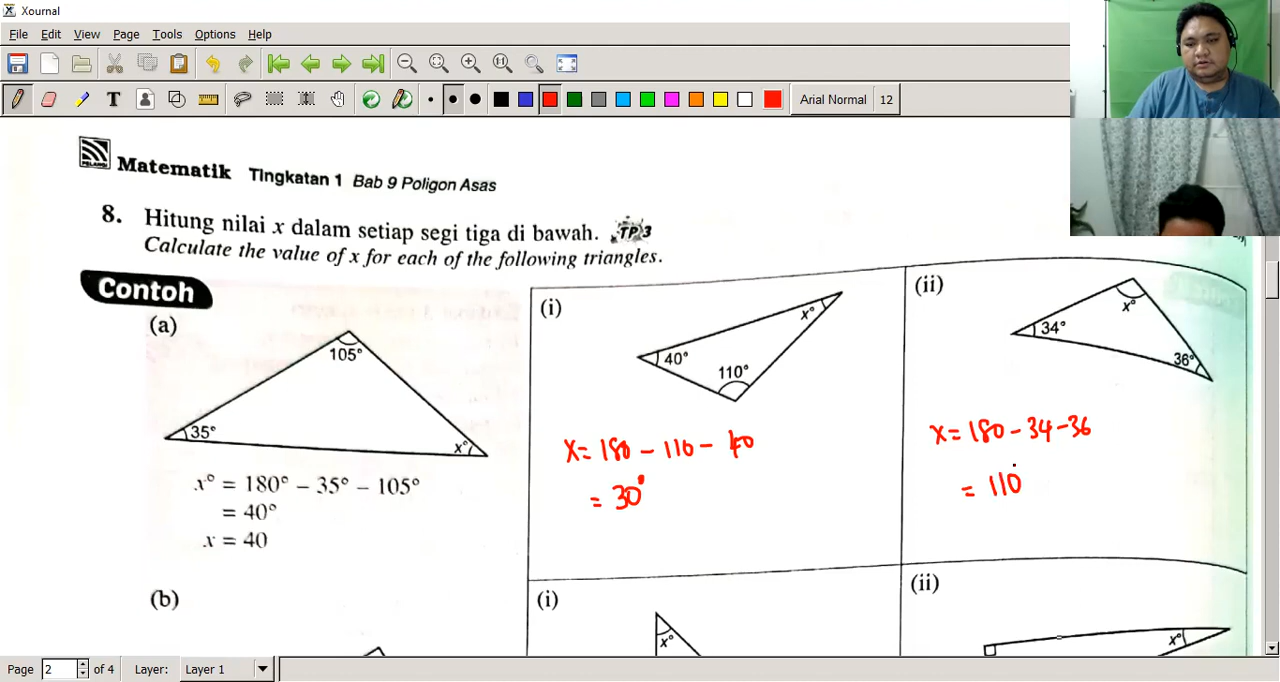 Xournal
File Edit View Page Tools Options Help
Arial Normal 12
PELANGI
Matematik Tingkatan 1 Bab 9 Poligon Asas
8. Hitung nilai x dalam setiap segi tiga di bawah. TP 3
Calculate the value of x for each of the following triangles.
Contoh
(a)
105°
35°
x°
x° = 180° − 35° − 105°
= 40°
x = 40
(i)
x°
40°
110°
x = 180 − 110 − 40
= 30°
(ii)
x°
34°
36°
x = 180 − 34 − 36
= 110
(b)
(i)
x°
(ii)
x°
Page 2 of 4 Layer: Layer 1